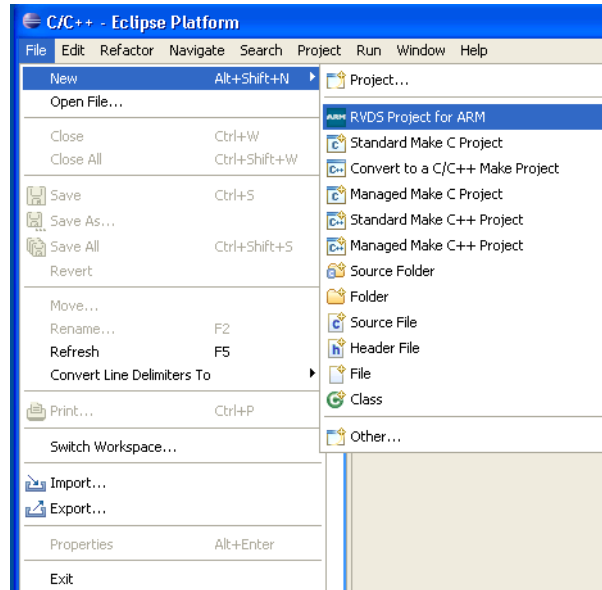 C/C++ - Eclipse Platform
File Edit Refactor Navigate Search Project Run Window Help
New Alt+Shift+N
Open File...
Close Ctrl+W
Close All Ctrl+Shift+W
Save Ctrl+S
Save As...
Save All Ctrl+Shift+S
Revert
Move...
Rename... F2
Refresh F5
Convert Line Delimiters To
Print... Ctrl+P
Switch Workspace...
Import...
Export...
Properties Alt+Enter
Exit
Project...
ARM RVDS Project for ARM
Standard Make C Project
Convert to a C/C++ Make Project
Managed Make C Project
Standard Make C++ Project
Managed Make C++ Project
Source Folder
Folder
Source File
Header File
File
Class
Other...